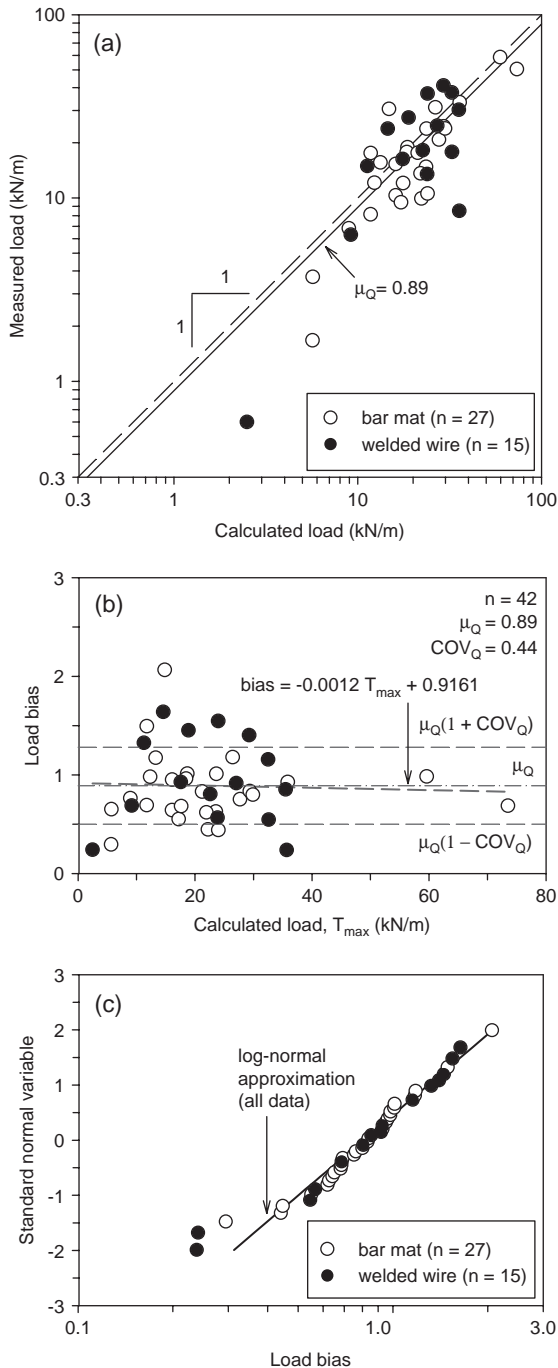 (a)
100
10
1
0.3
Measured load (kN/m)
1
1
μQ= 0.89
bar mat (n = 27)
welded wire (n = 15)
0.3
1
10
100
Calculated load (kN/m)
(b)
3
2
1
0
Load bias
n = 42
μQ = 0.89
COVQ = 0.44
bias = -0.0012 Tmax + 0.9161
μQ(1 + COVQ)
μQ
μQ(1 − COVQ)
0
20
40
60
80
Calculated load, Tmax (kN/m)
(c)
3
2
1
0
-1
-2
-3
Standard normal variable
log-normal
approximation
(all data)
bar mat (n = 27)
welded wire (n = 15)
0.1
1.0
3.0
Load bias